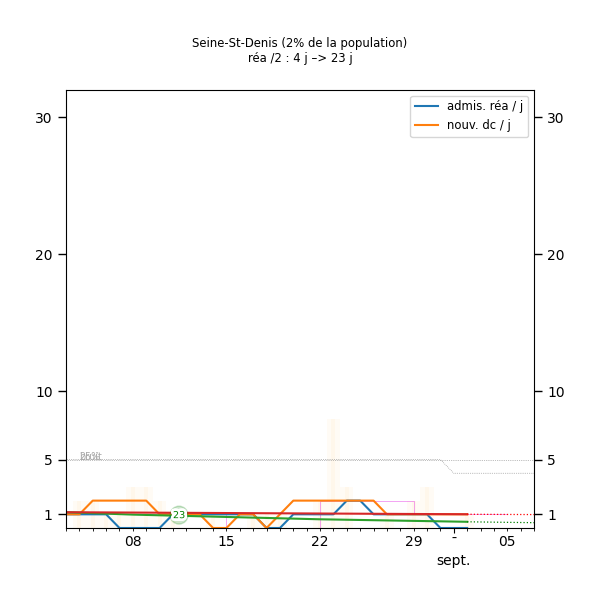 Seine-St-Denis (2% de la population)
réa /2 : 4 j –> 23 j
admis. réa / j
nouv. dc / j
30 30
20 20
10 10
5 5
23
1 1
08 15 22 29 - 05
sept.